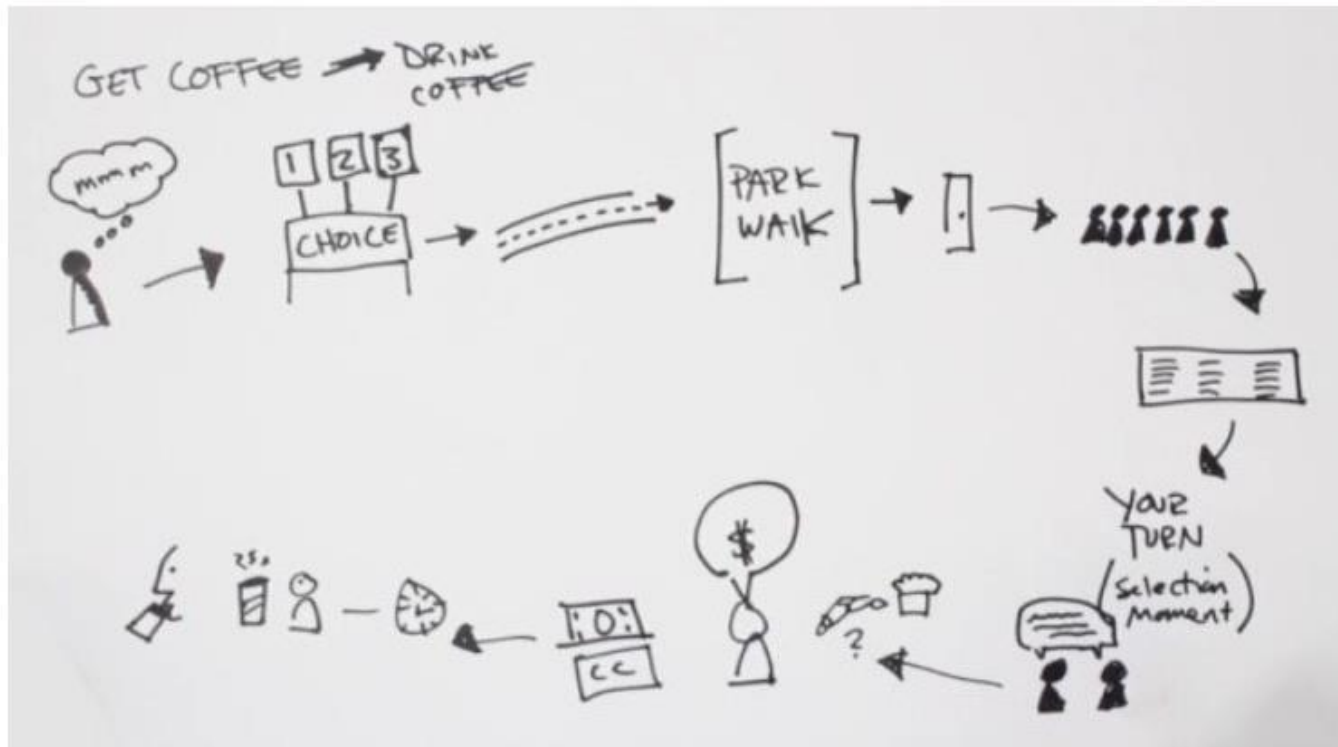 GET COFFEE → DRINK
COFFEE
mmm
1 2 3
CHOICE
PARK
WALK
YOUR
TURN
(Selection
Moment)
$
?
CC